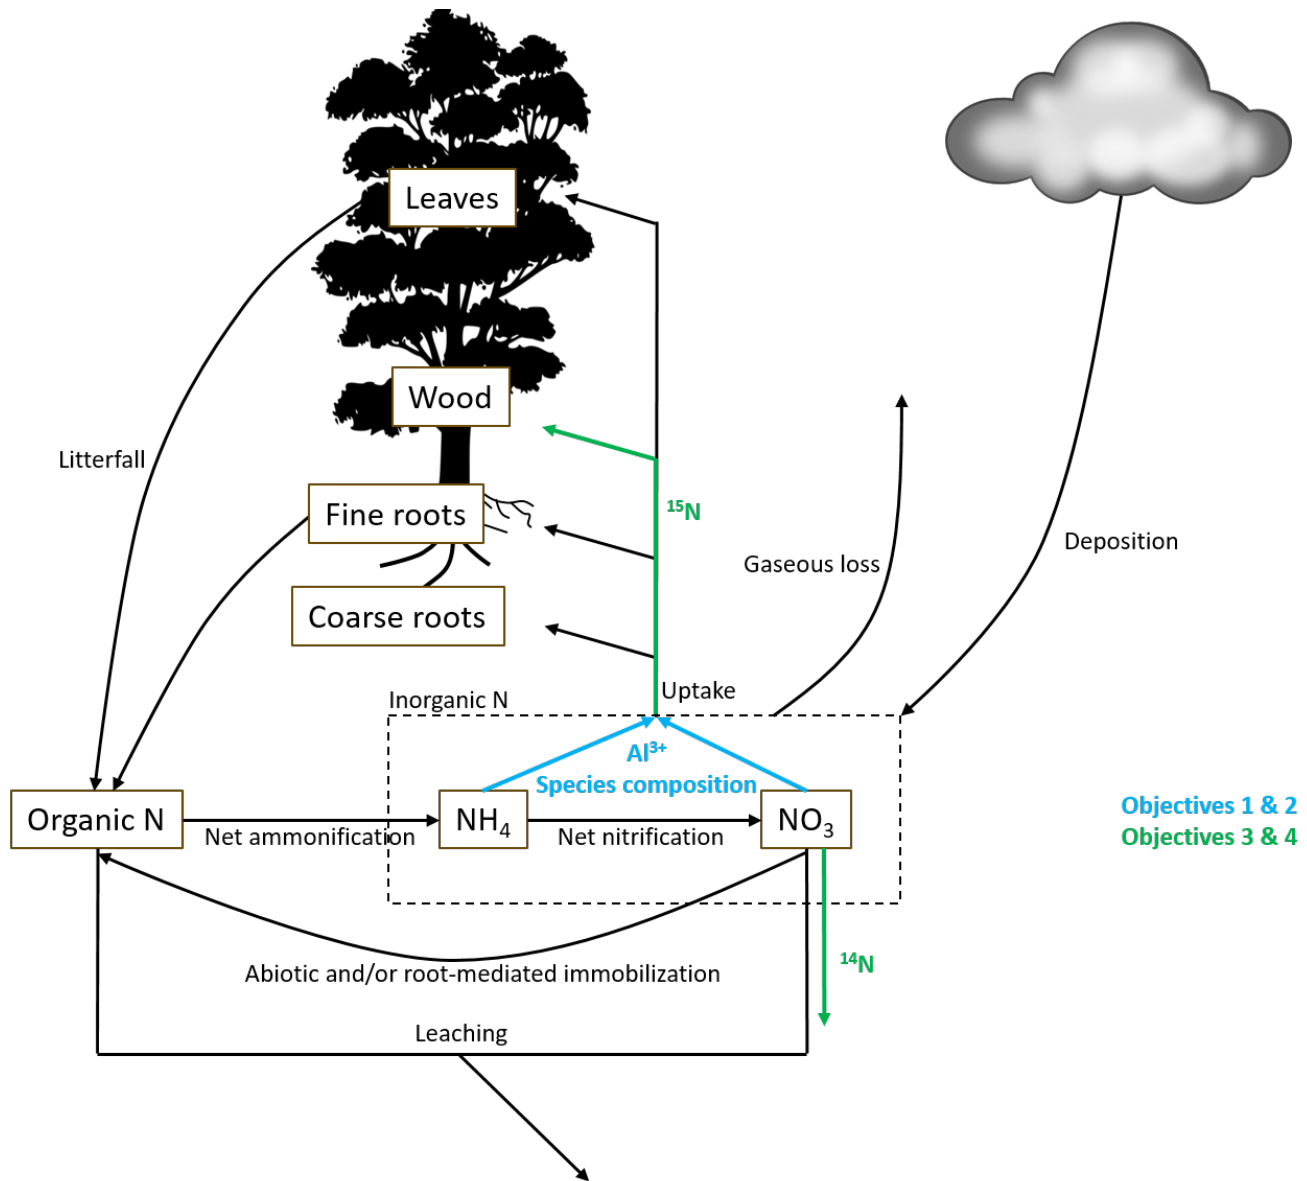 Leaves
Wood
Litterfall
Fine roots
¹⁵N
Gaseous loss
Deposition
Coarse roots
Uptake
Inorganic N
Al³⁺
Species composition
Organic N
Net ammonification
NH₄
Net nitrification
NO₃
Objectives 1 & 2
Objectives 3 & 4
¹⁴N
Abiotic and/or root-mediated immobilization
Leaching